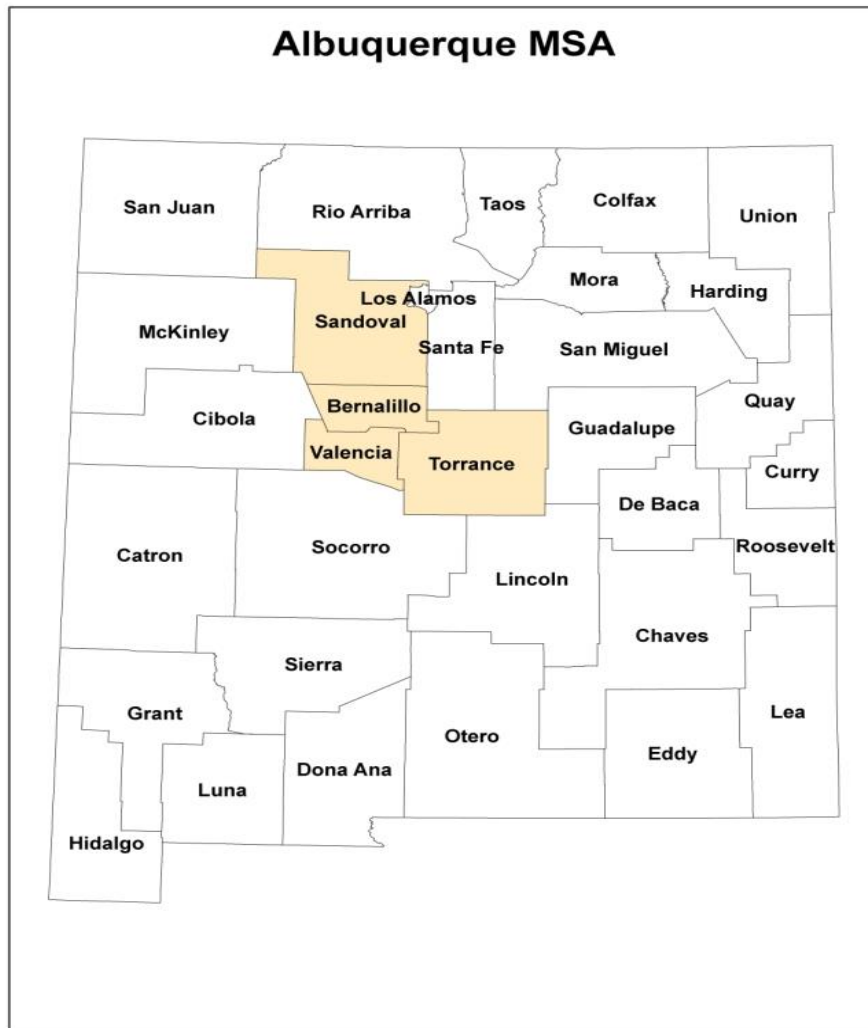 Albuquerque MSA
San Juan
Rio Arriba
Taos
Colfax
Union
Mora
Harding
Los Alamos
Sandoval
McKinley
Santa Fe
San Miguel
Quay
Bernalillo
Cibola
Guadalupe
Valencia
Torrance
Curry
De Baca
Socorro
Roosevelt
Catron
Lincoln
Chaves
Sierra
Grant
Lea
Otero
Eddy
Dona Ana
Luna
Hidalgo